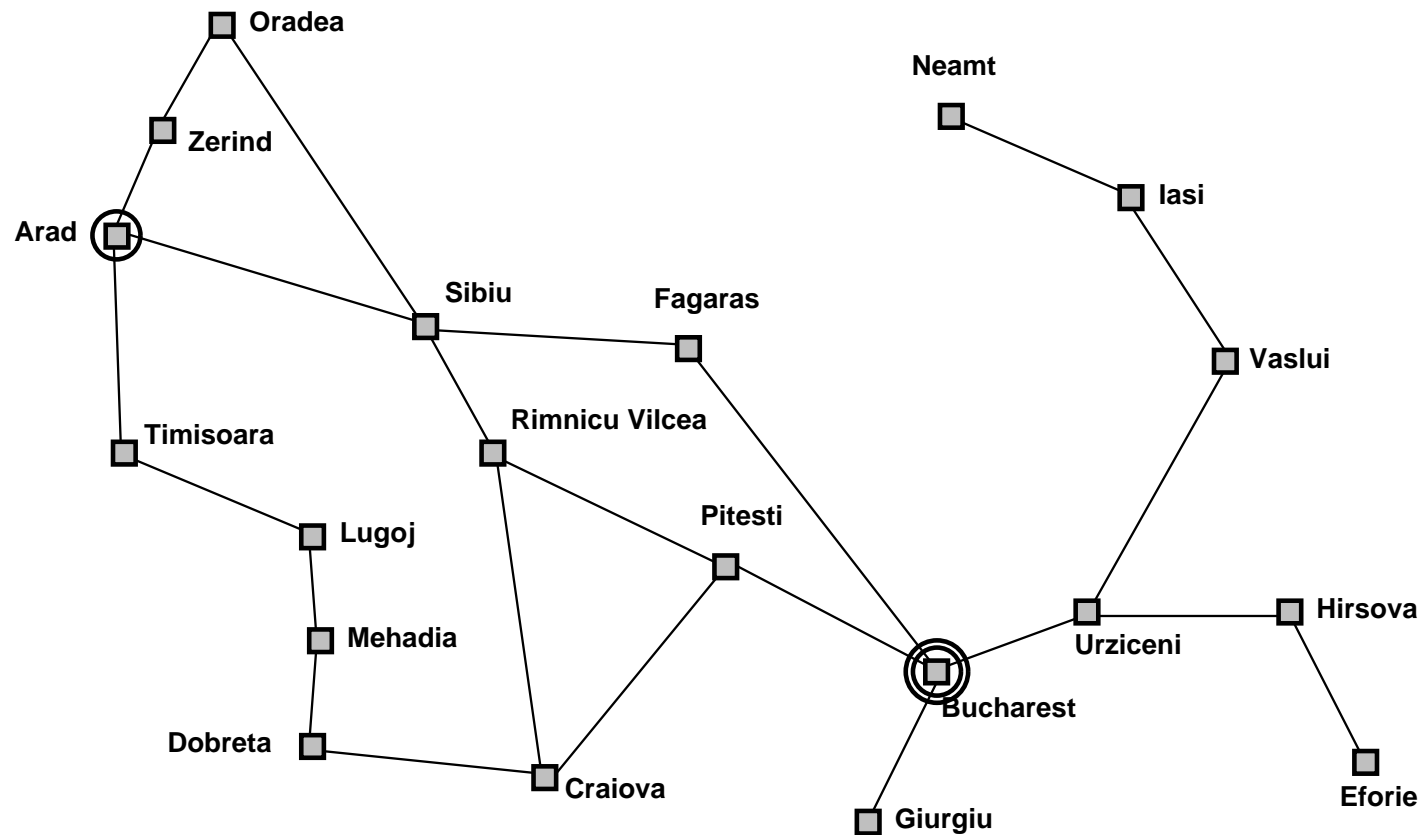 Oradea
Neamt
Zerind
Iasi
Arad
Sibiu
Fagaras
Vaslui
Timisoara
Rimnicu Vilcea
Pitesti
Lugoj
Hirsova
Mehadia
Urziceni
Bucharest
Dobreta
Craiova
Eforie
Giurgiu